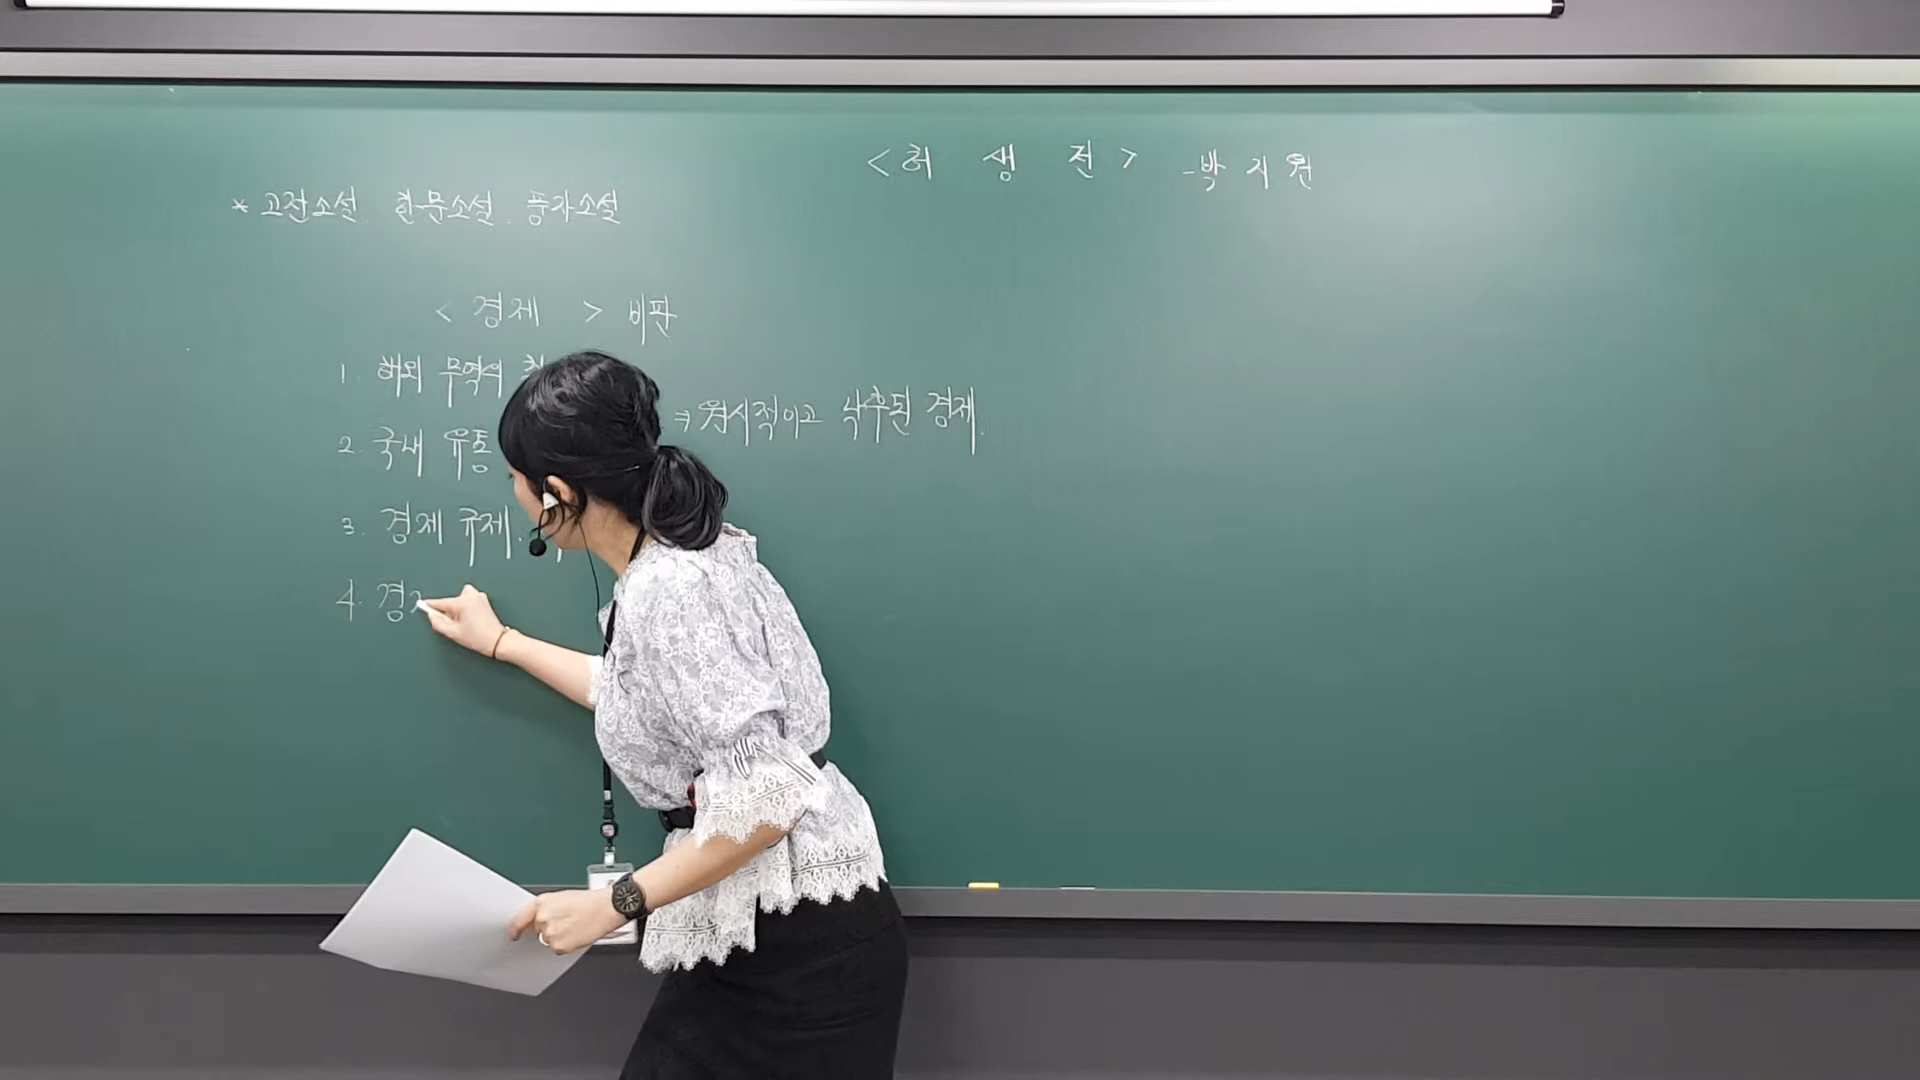 <허 생 전> -박지원
* 고전소설. 한문소설. 풍자소설
< 경제 > 비판
1. 해외 무역의
⇒ 원시적이고 낙후된 경제.
2. 국내 유통
3. 경제 규제.
4. 경